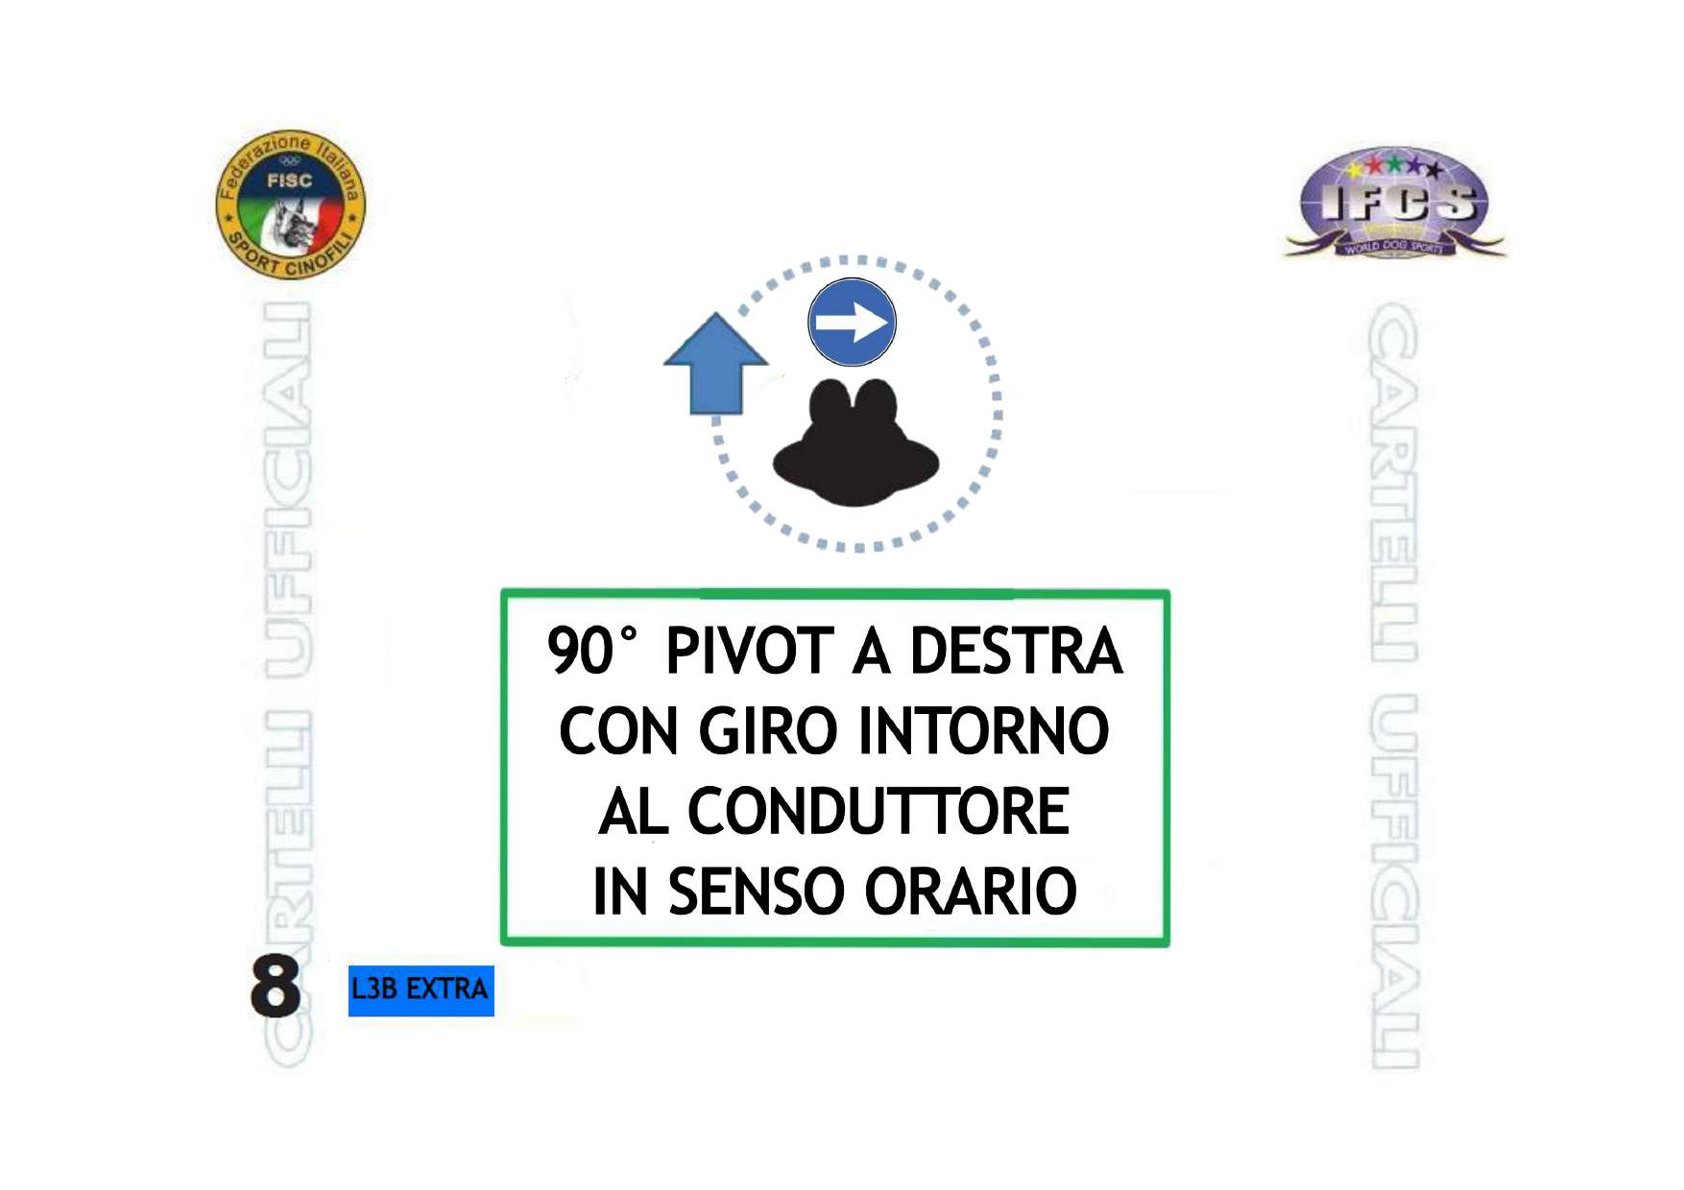 Federazione Italiana
FISC
SPORT CINOFILI
IFCS
WORLD DOG SPORTS
CARTELLI UFFICIALI
CARTELLI UFFICIALI
90° PIVOT A DESTRA
CON GIRO INTORNO
AL CONDUTTORE
IN SENSO ORARIO
8
L3B EXTRA